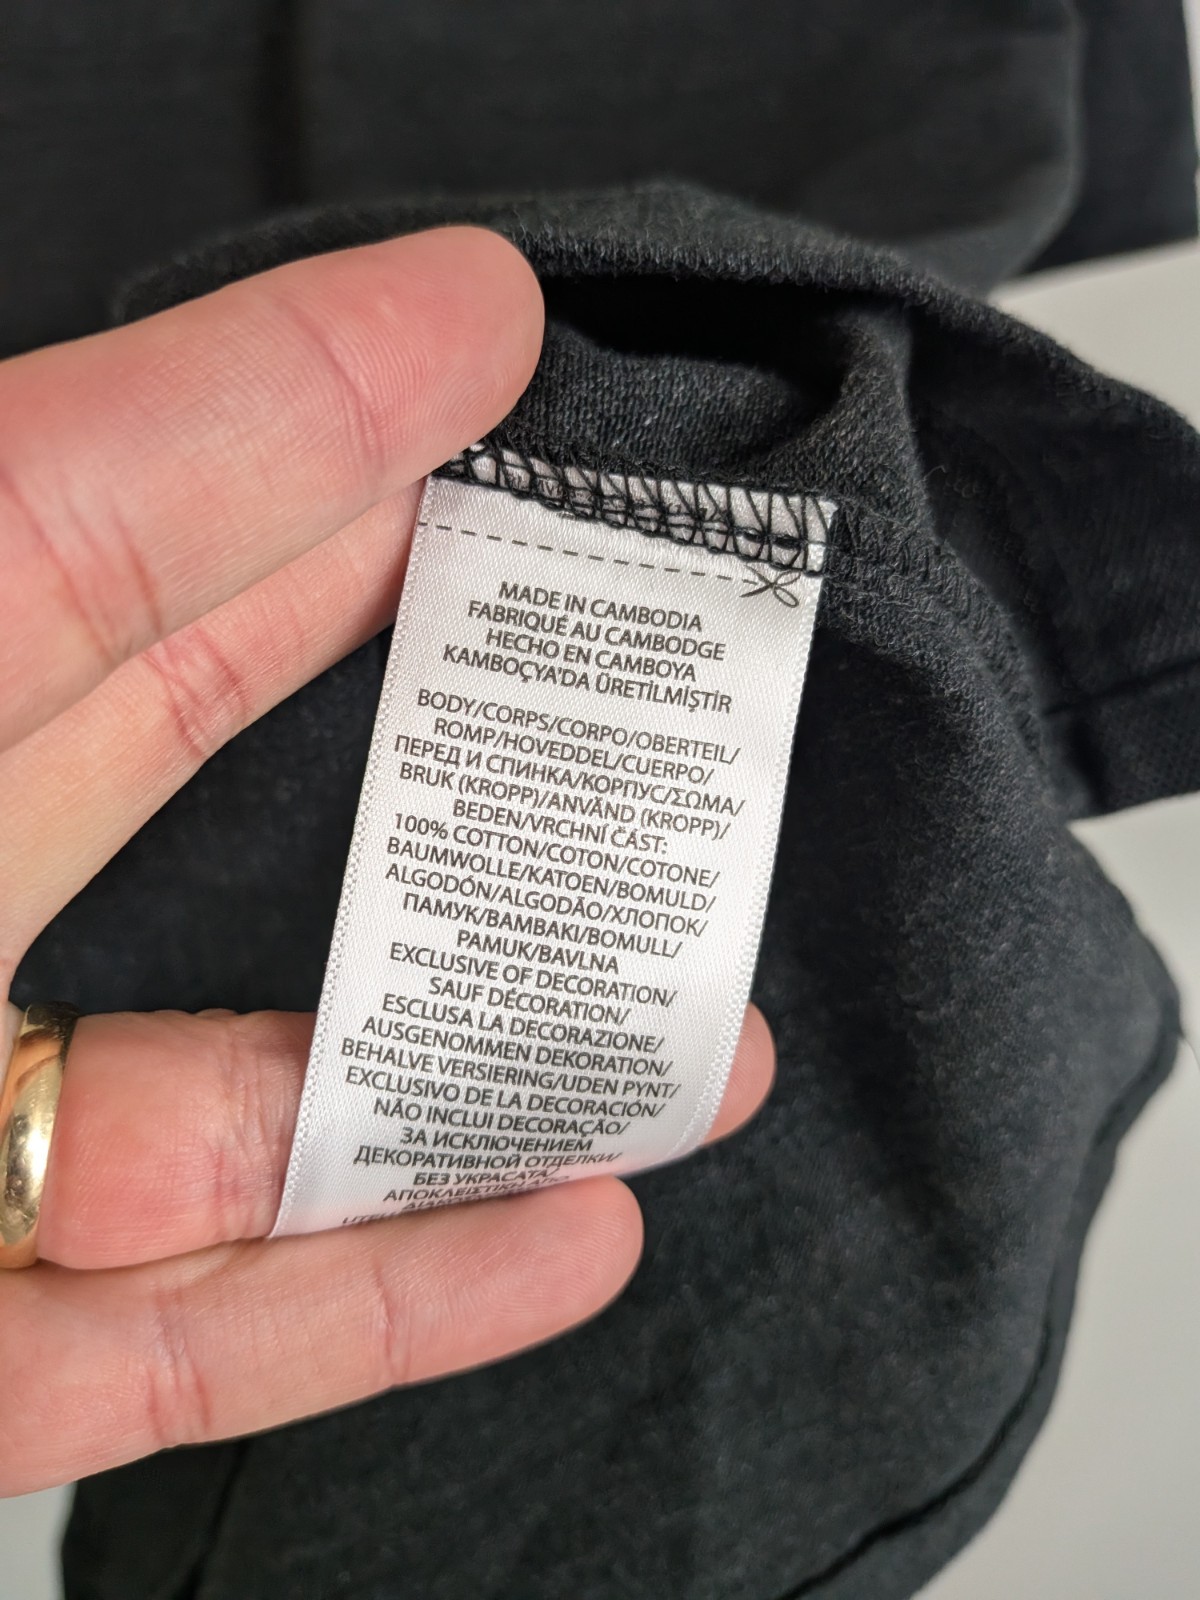 MADE IN CAMBODIA
FABRIQUÉ AU CAMBODGE
HECHO EN CAMBOYA
KAMBOÇYA'DA ÜRETİLMİŞTİR
BODY/CORPS/CORPO/OBERTEIL/
ROMP/HOVEDDEL/CUERPO/
ПЕРЕД И СПИНКА/КОРПУС/ΣΩΜΑ/
BRUK (KROPP)/ANVÄND (KROPP)/
BEDEN/VRCHNÍ ČÁST:
100% COTTON/COTON/COTONE/
BAUMWOLLE/KATOEN/BOMULD/
ALGODÓN/ALGODÃO/ХЛОПОК/
ПАМУК/ΒΑΜΒΑΚΙ/BOMULL/
PAMUK/BAVLNA
EXCLUSIVE OF DECORATION/
SAUF DÉCORATION/
ESCLUSA LA DECORAZIONE/
AUSGENOMMEN DEKORATION/
BEHALVE VERSIERING/UDEN PYNT/
EXCLUSIVO DE LA DECORACIÓN/
NÃO INCLUI DECORAÇÃO/
ЗА ИСКЛЮЧЕНИЕМ
ДЕКОРАТИВНОЙ ОТДЕЛКИ/
БЕЗ УКРАСАТА/
ΑΠΟΚΛΕΙΣΤΙΚΗ ΑΠΟ